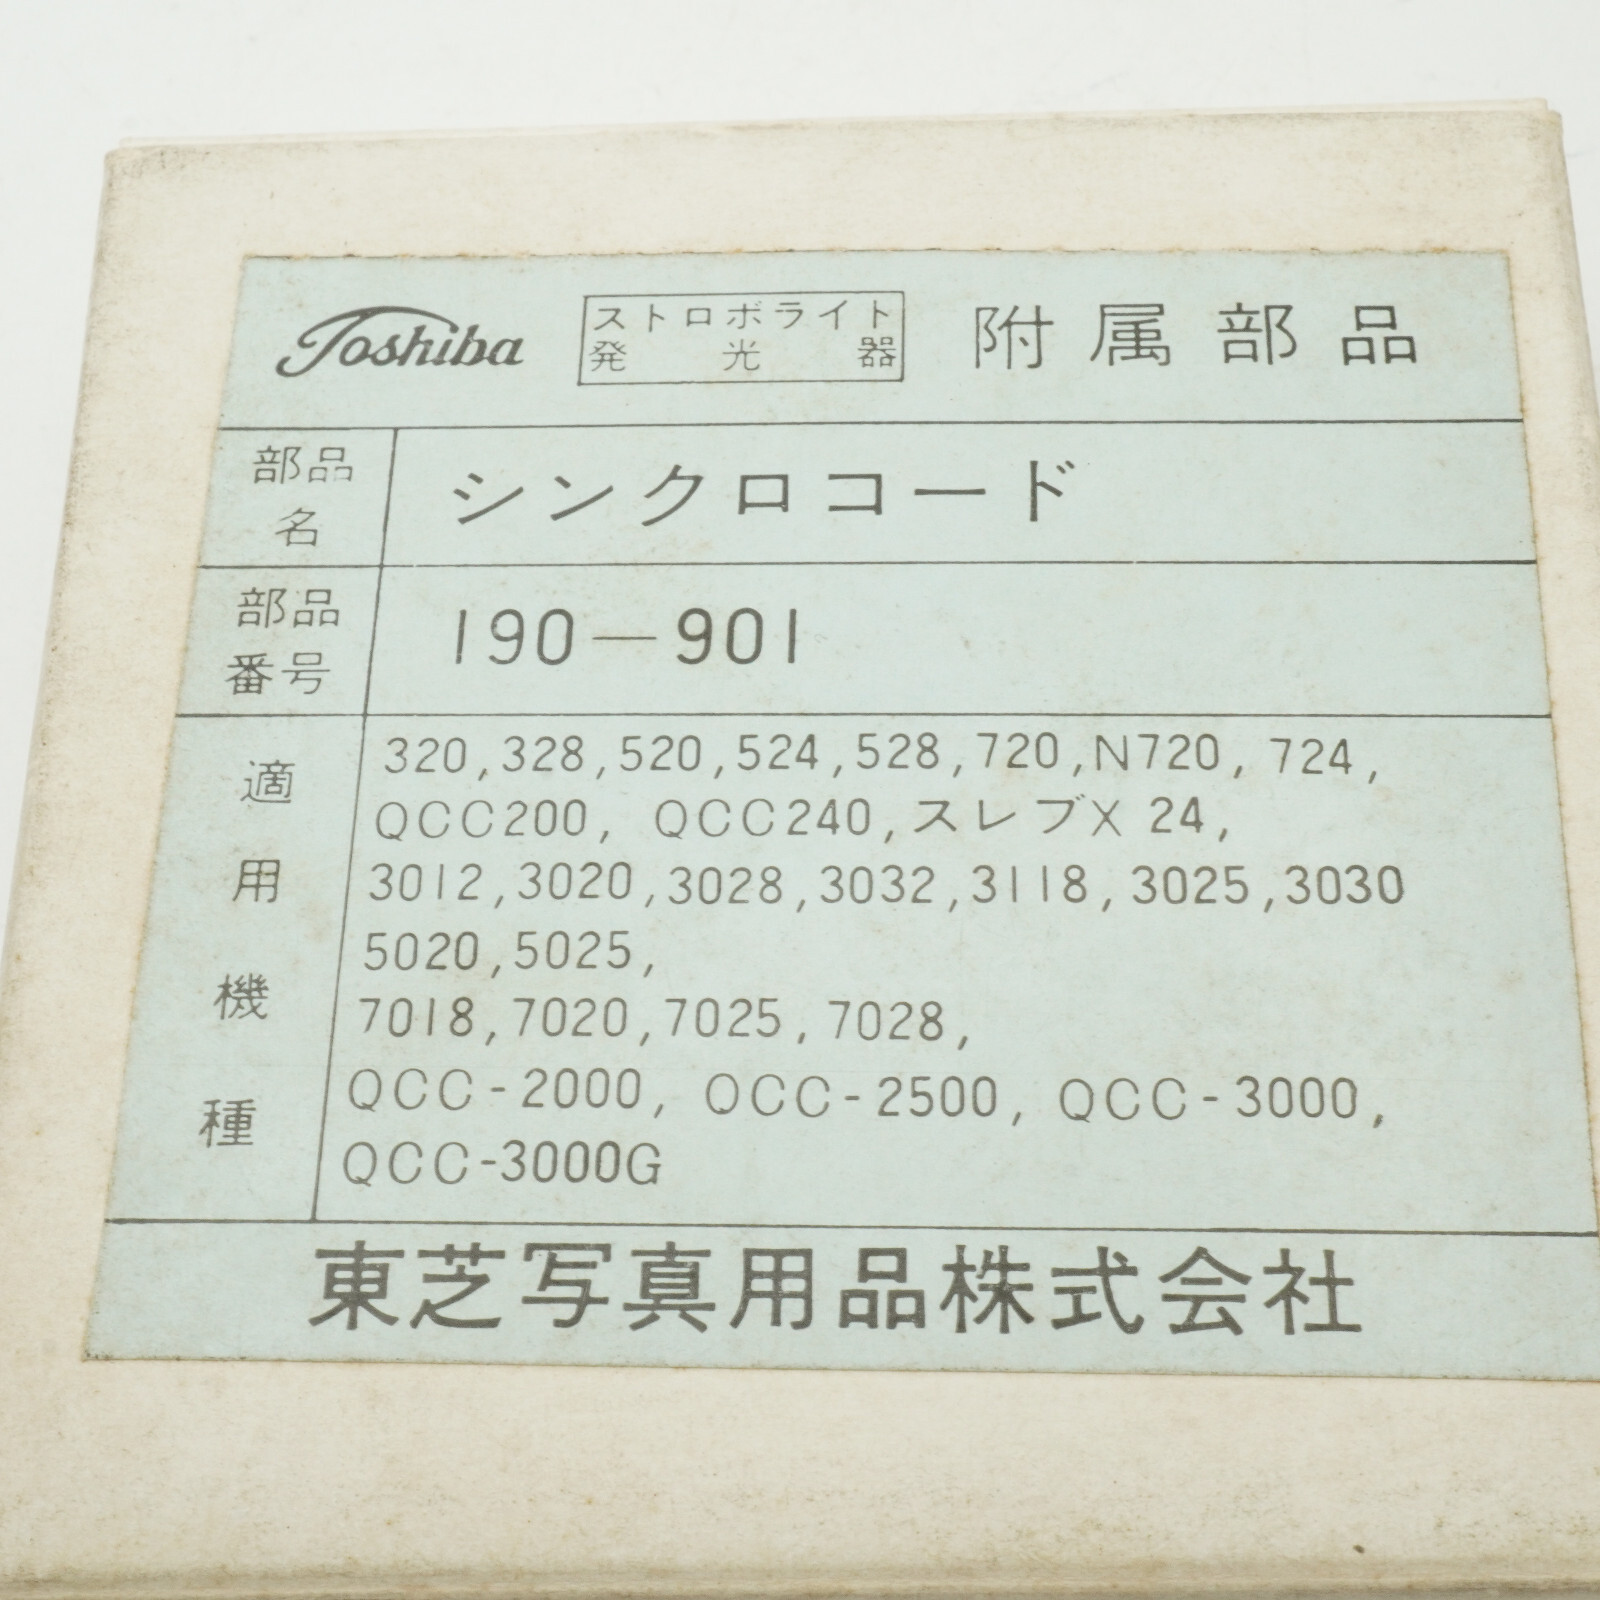 Toshiba
ストロボライト
発光器
附属部品
部品
名
シンクロコード
部品
番号
190-901
適用機種
320,328,520,524,528,720,N720, 724,
QCC200, QCC240,スレブX 24,
3012,3020,3028,3032,3118,3025,3030
5020,5025,
7018,7020,7025,7028,
QCC-2000, OCC-2500, QCC-3000,
QCC-3000G
東芝写真用品株式会社